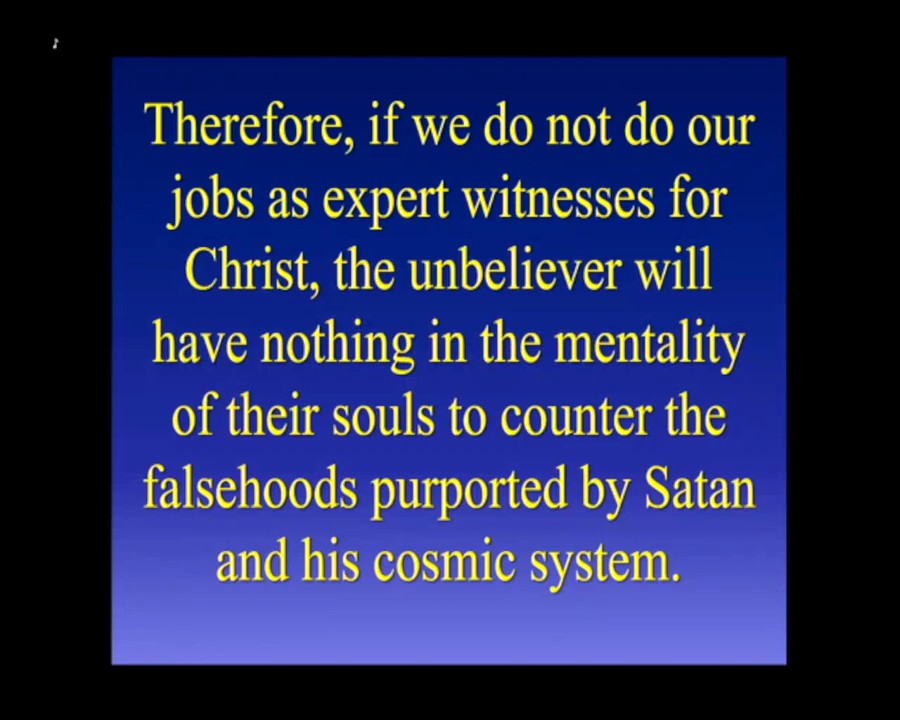 Therefore, if we do not do our
jobs as expert witnesses for
Christ, the unbeliever will
have nothing in the mentality
of their souls to counter the
falsehoods purported by Satan
and his cosmic system.